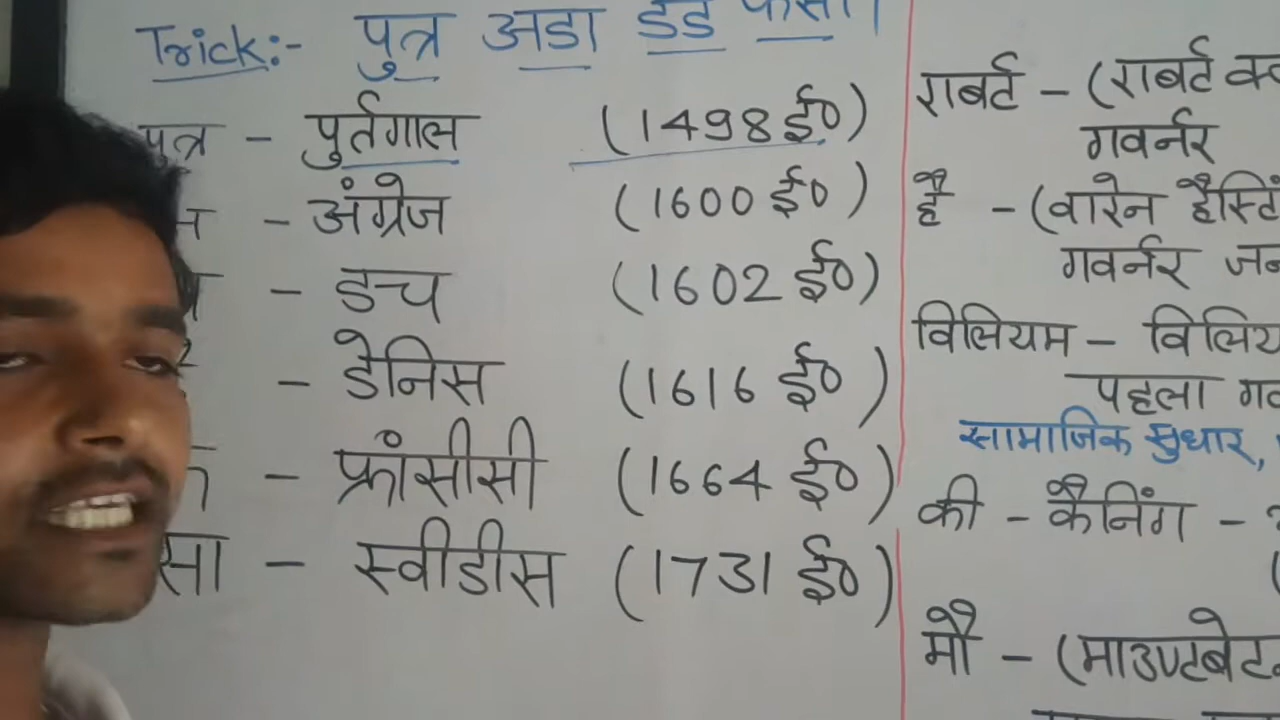 Trick:- पुत्र अडा डेडे
पुत्र - पुर्तगाल (1498 ई०)
- अंग्रेज (1600 ई०)
- डच (1602 ई०)
- डेनिस (1616 ई०)
- फ्रांसीसी (1664 ई०)
सा - स्वीडीस (1731 ई०)
राबर्ट - (राबर्ट
गवर्नर
है - (वारेन
गवर्नर
विलियम -
पहला
सामाजिक सुधार,
की - कैनिंग -
मौ - (माउण्टबेटन